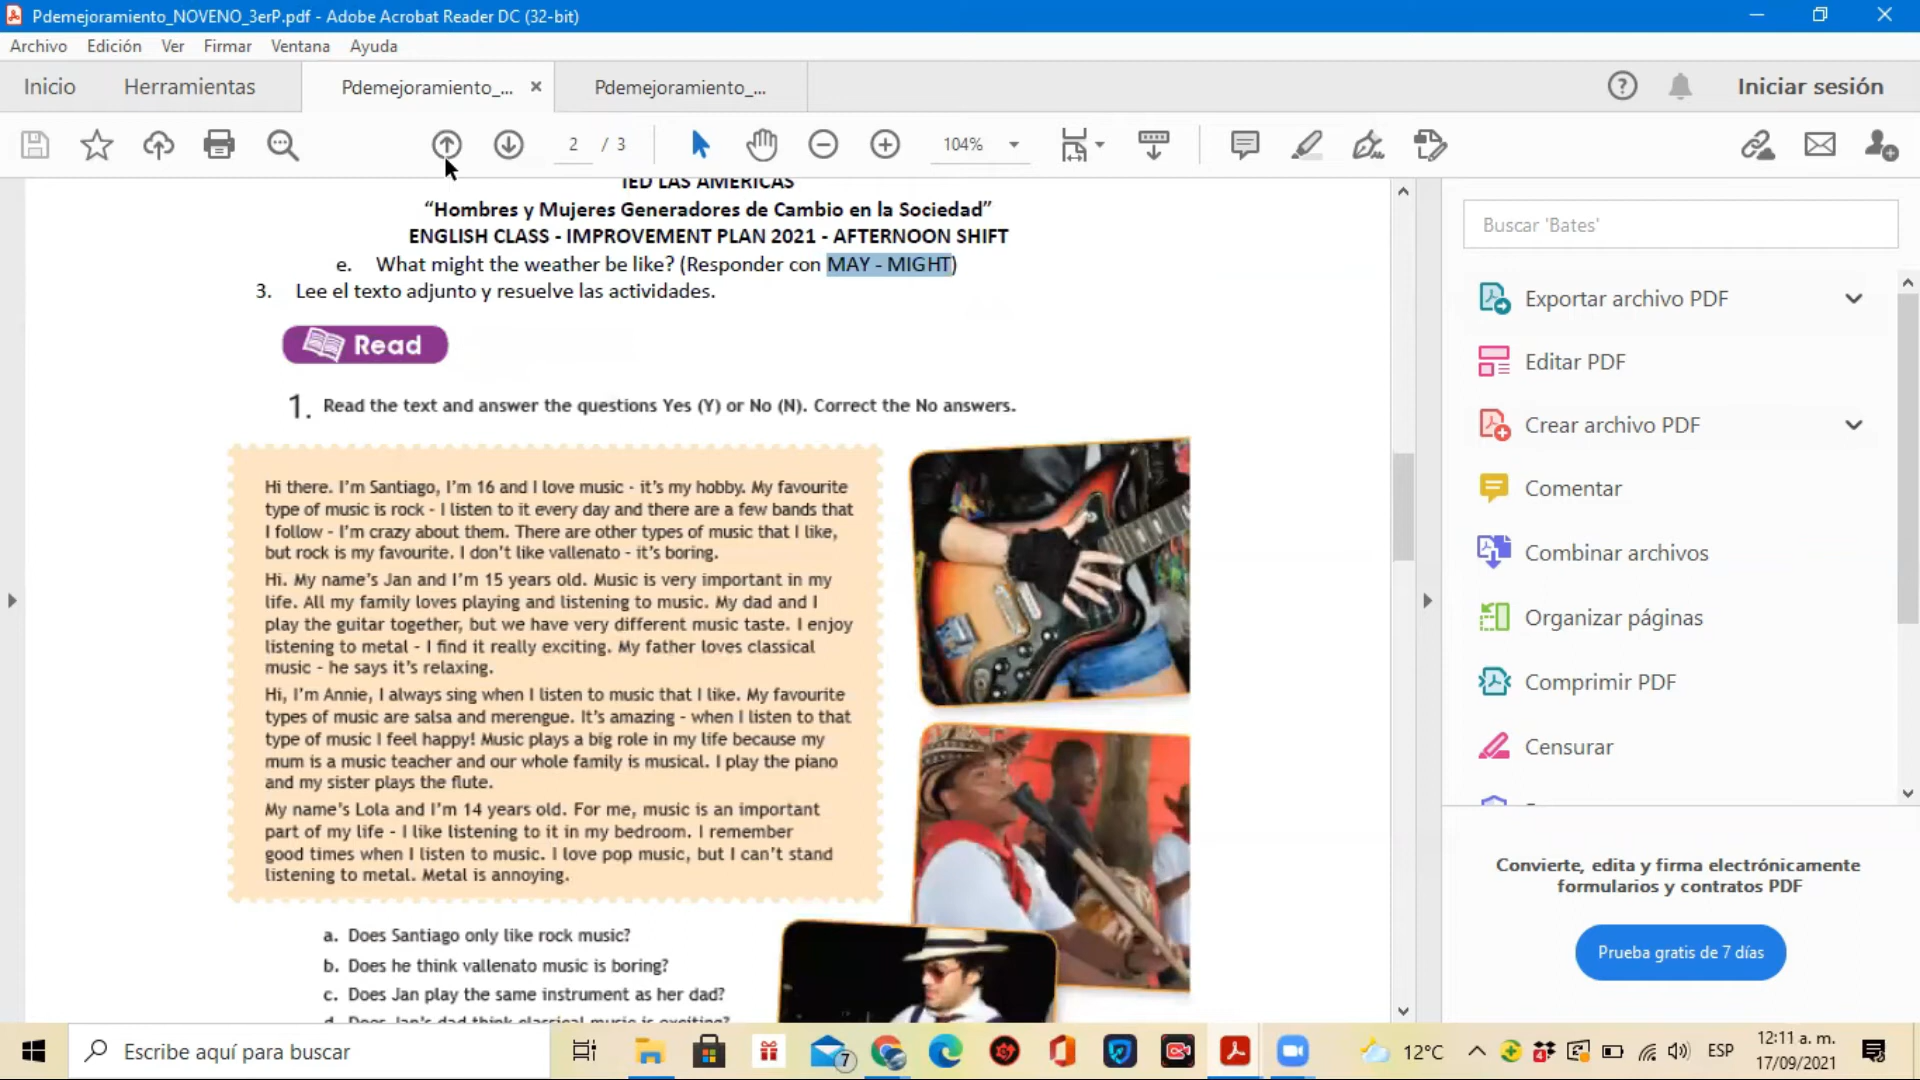 Pdemejoramiento_NOVENO_3erP.pdf - Adobe Acrobat Reader DC (32-bit)
Archivo Edición Ver Firmar Ventana Ayuda
Inicio Herramientas Pdemejoramiento_... Pdemejoramiento_... Iniciar sesión
2 / 3 104%
IED LAS AMERICAS
“Hombres y Mujeres Generadores de Cambio en la Sociedad”
ENGLISH CLASS - IMPROVEMENT PLAN 2021 - AFTERNOON SHIFT
e. What might the weather be like? (Responder con MAY - MIGHT)
3. Lee el texto adjunto y resuelve las actividades.
Read
1. Read the text and answer the questions Yes (Y) or No (N). Correct the No answers.
Hi there. I'm Santiago, I'm 16 and I love music - it's my hobby. My favourite
type of music is rock - I listen to it every day and there are a few bands that
I follow - I'm crazy about them. There are other types of music that I like,
but rock is my favourite. I don't like vallenato - it's boring.
Hi. My name's Jan and I'm 15 years old. Music is very important in my
life. All my family loves playing and listening to music. My dad and I
play the guitar together, but we have very different music taste. I enjoy
listening to metal - I find it really exciting. My father loves classical
music - he says it's relaxing.
Hi, I'm Annie, I always sing when I listen to music that I like. My favourite
types of music are salsa and merengue. It's amazing - when I listen to that
type of music I feel happy! Music plays a big role in my life because my
mum is a music teacher and our whole family is musical. I play the piano
and my sister plays the flute.
My name's Lola and I'm 14 years old. For me, music is an important
part of my life - I like listening to it in my bedroom. I remember
good times when I listen to music. I love pop music, but I can't stand
listening to metal. Metal is annoying.
a. Does Santiago only like rock music?
b. Does he think vallenato music is boring?
c. Does Jan play the same instrument as her dad?
d. Does Jan's dad think classical music is exciting?
Buscar 'Bates'
Exportar archivo PDF
Editar PDF
Crear archivo PDF
Comentar
Combinar archivos
Organizar páginas
Comprimir PDF
Censurar
Convierte, edita y firma electrónicamente
formularios y contratos PDF
Prueba gratis de 7 días
Escribe aquí para buscar
7
12°C
4
ESP
12:11 a. m.
17/09/2021